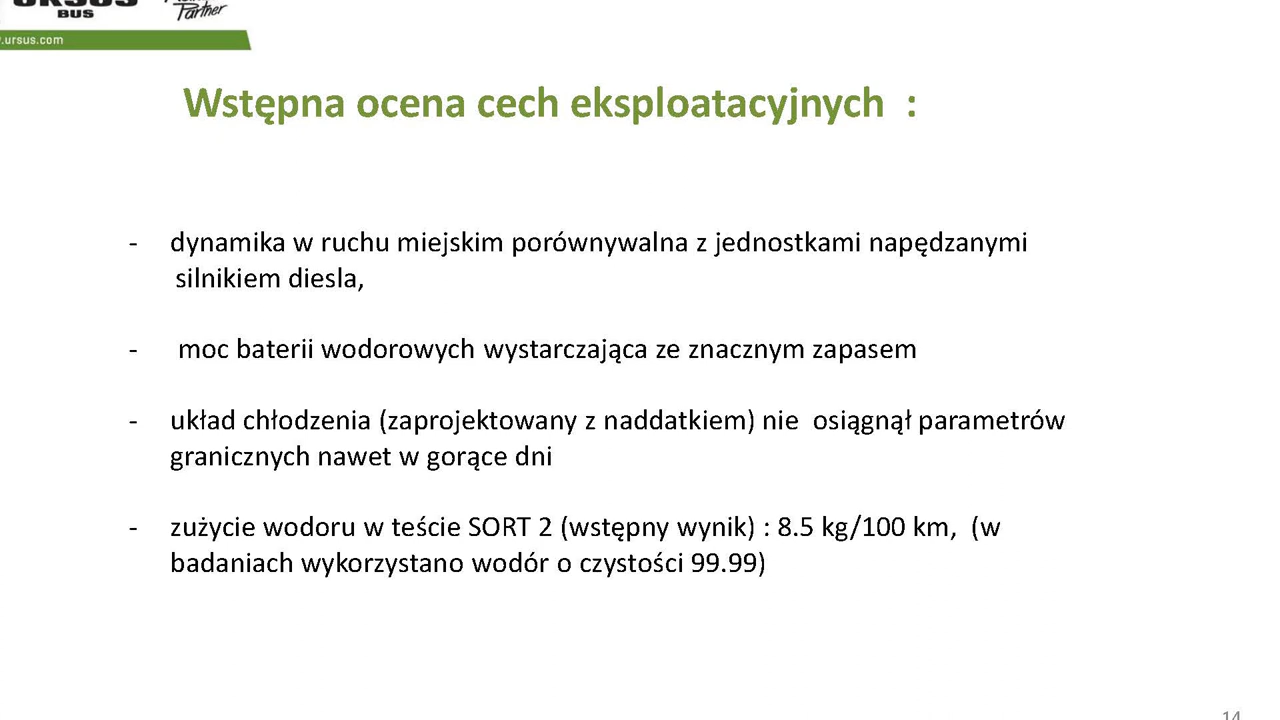 URSUS
BUS
Partner
.ursus.com
Wstępna ocena cech eksploatacyjnych :
- dynamika w ruchu miejskim porównywalna z jednostkami napędzanymi
silnikiem diesla,
- moc baterii wodorowych wystarczająca ze znacznym zapasem
- układ chłodzenia (zaprojektowany z naddatkiem) nie osiągnął parametrów
granicznych nawet w gorące dni
- zużycie wodoru w teście SORT 2 (wstępny wynik) : 8.5 kg/100 km, (w
badaniach wykorzystano wodór o czystości 99.99)
14